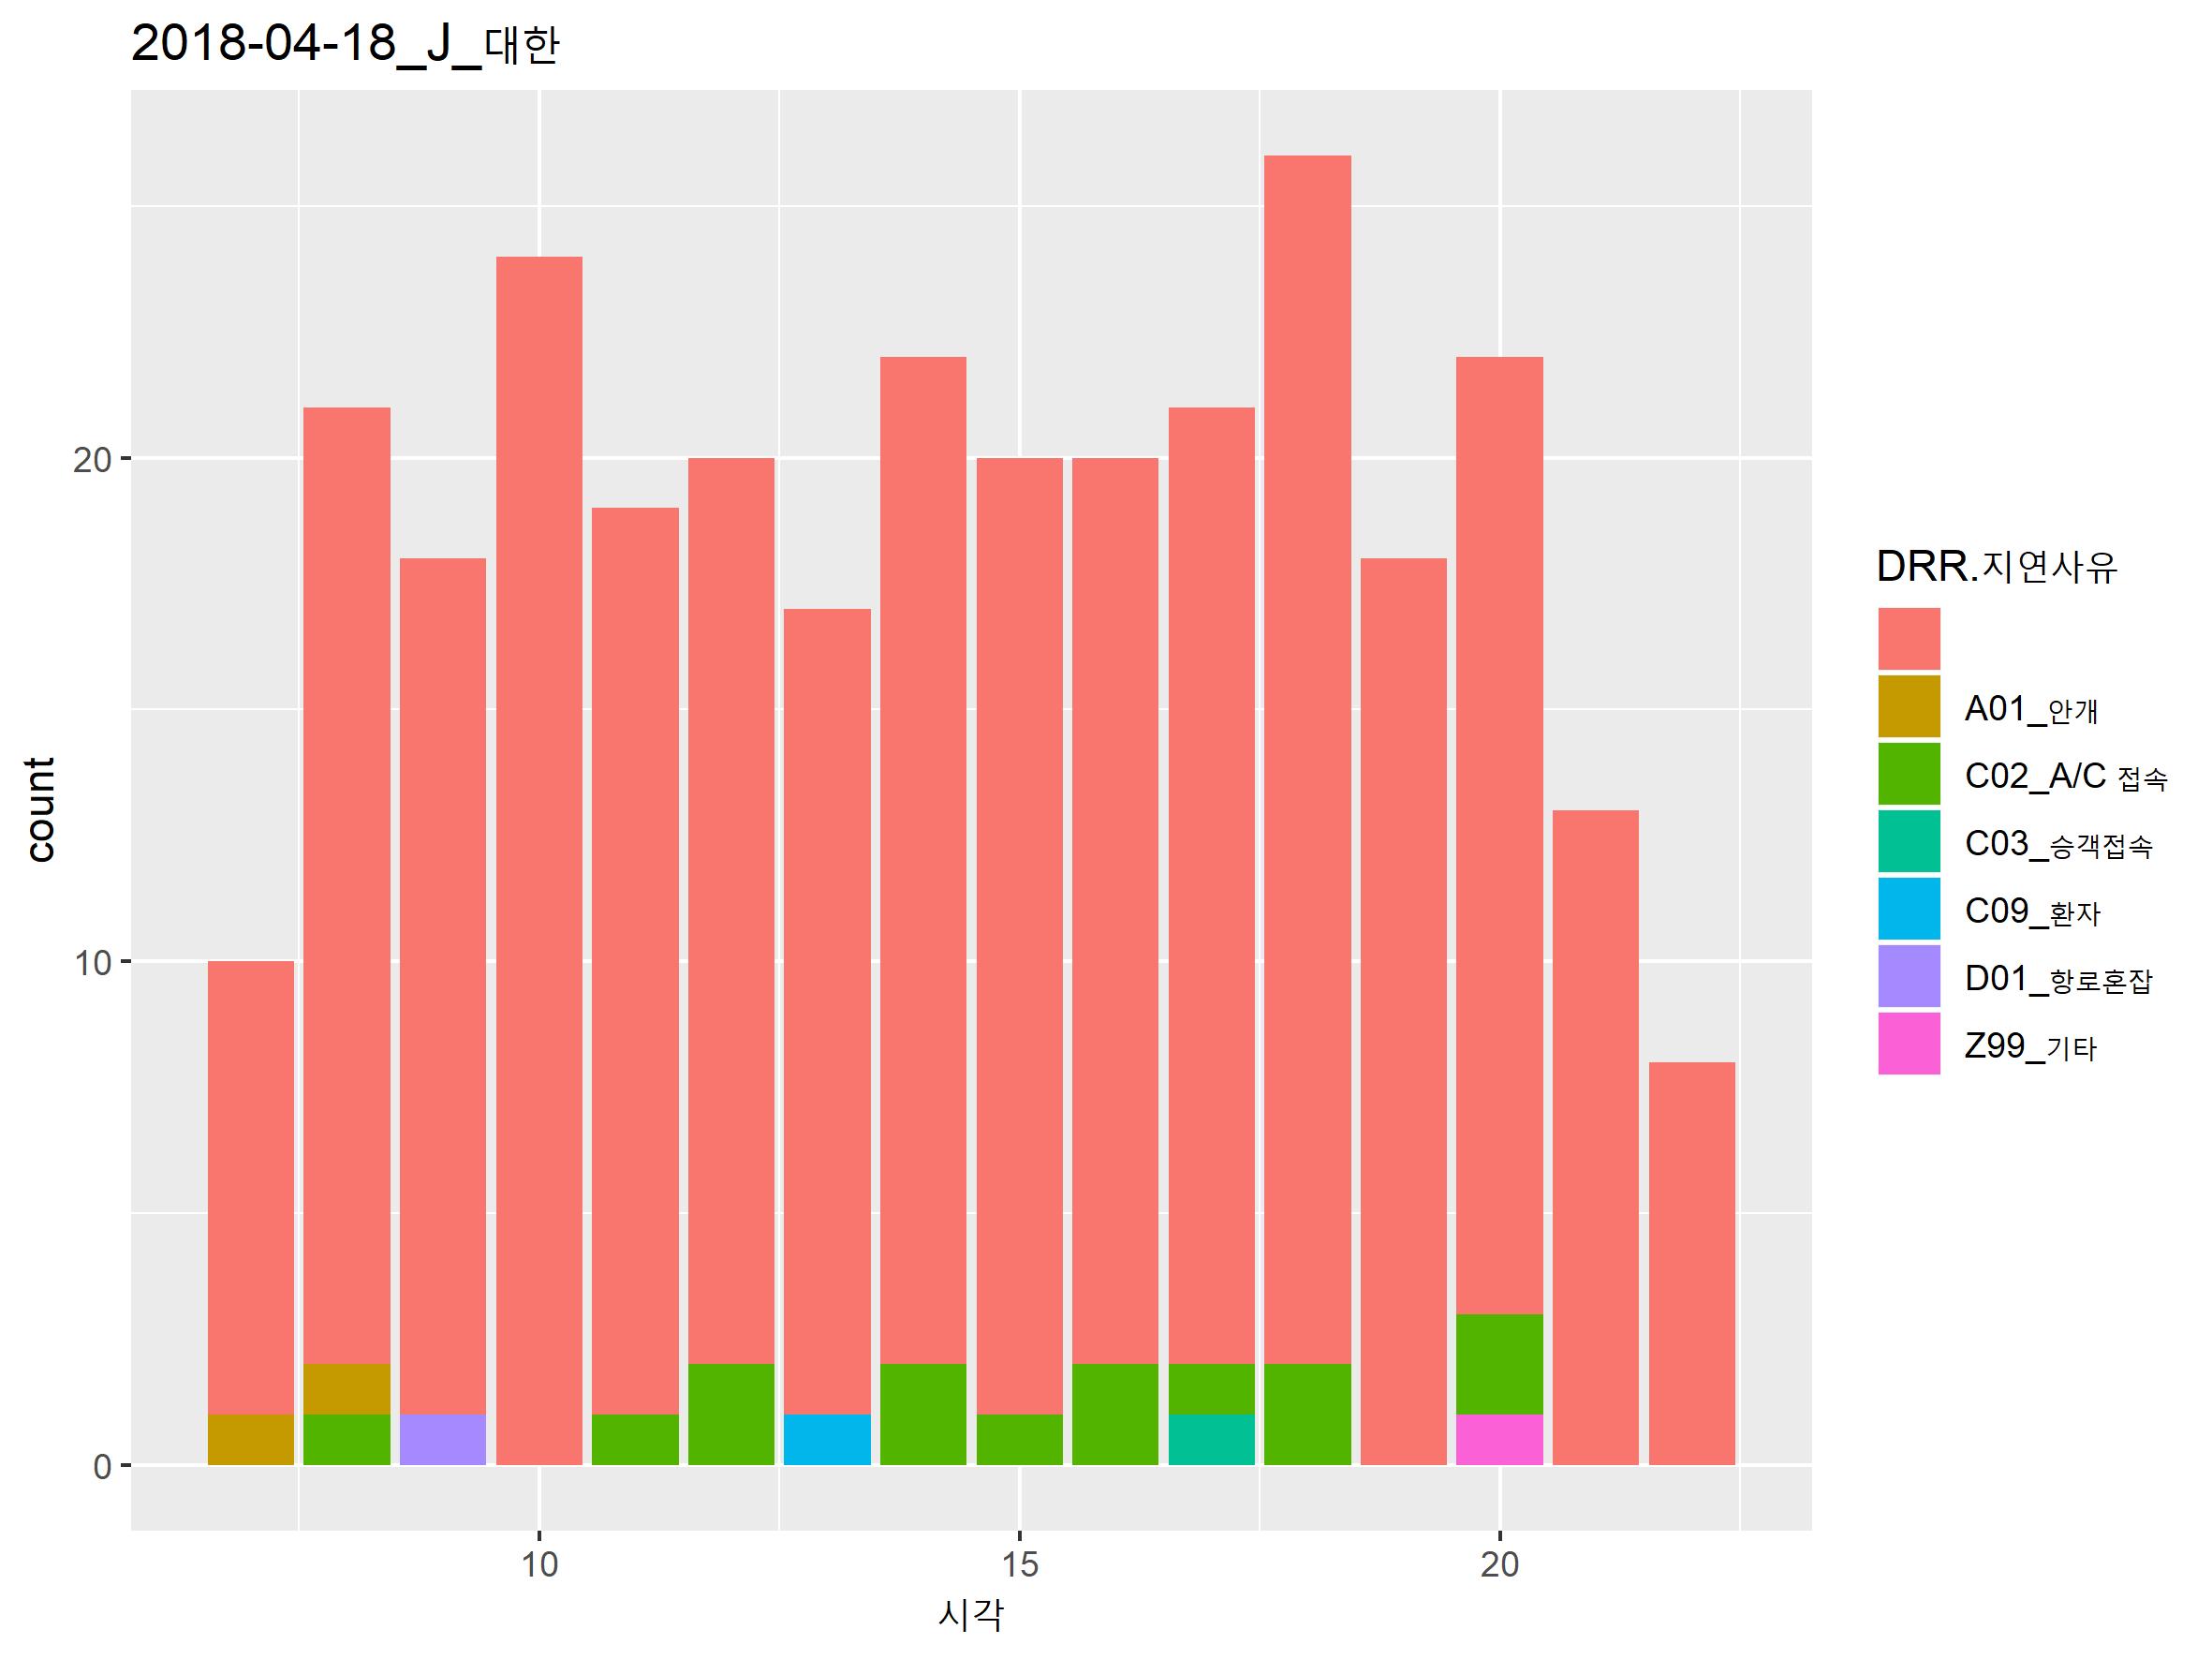 2018-04-18_J_대한
count
20
10
0
10
15
20
시각
DRR.지연사유
A01_안개
C02_A/C 접속
C03_승객접속
C09_환자
D01_항로혼잡
Z99_기타